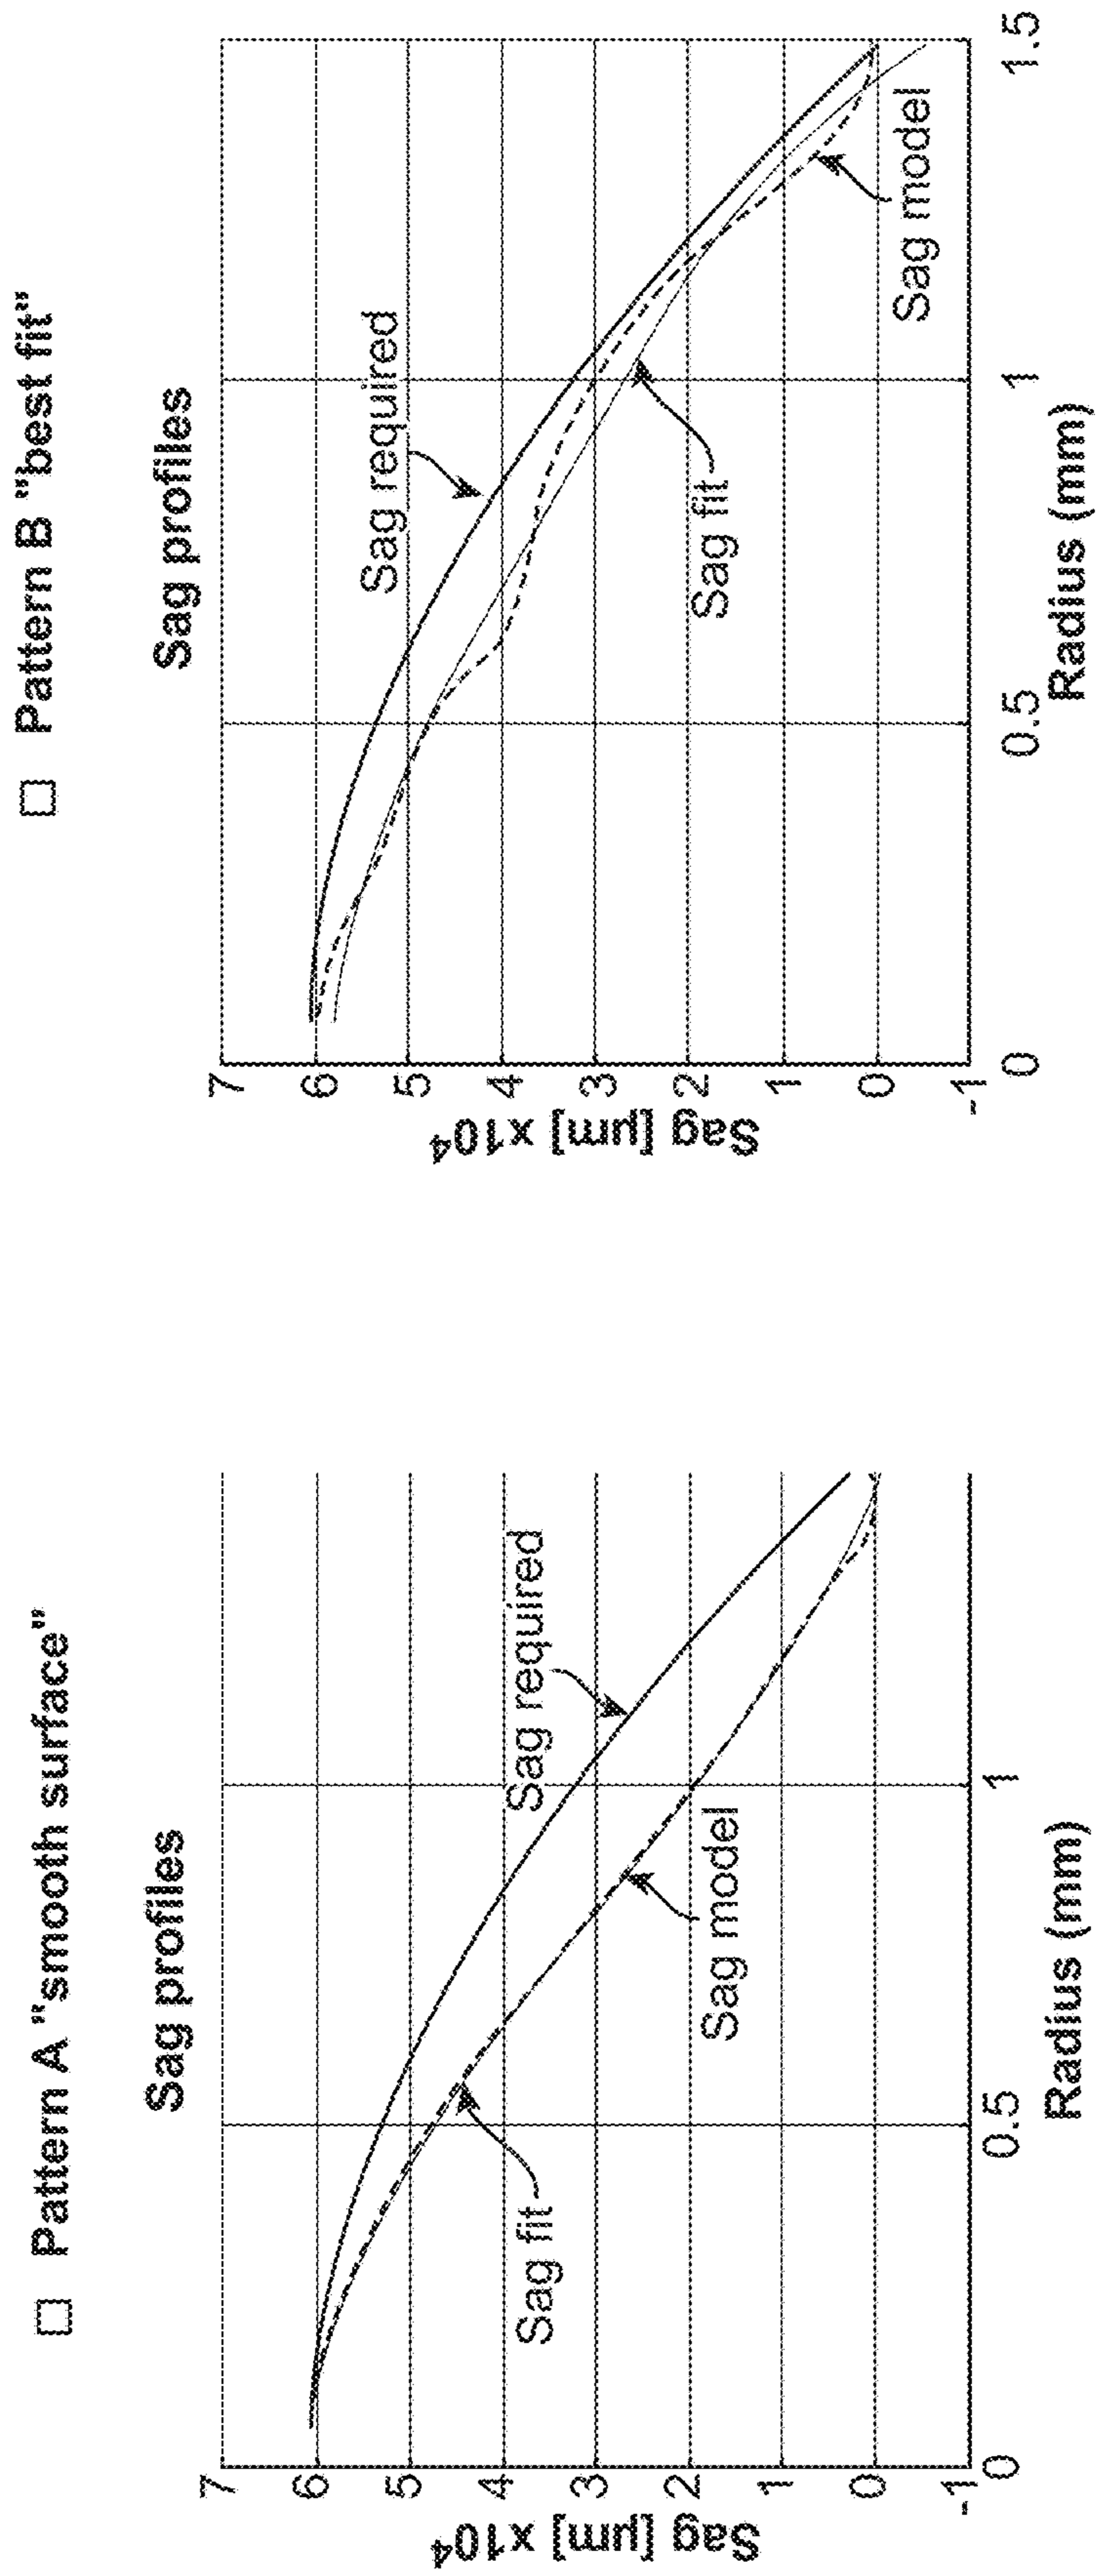 Pattern A "smooth surface"
Sag profiles
Sag [µm] x10⁴
7
6
5
4
3
2
1
0
-1
Sag required
Sag fit
Sag model
0
0.5
1
Radius (mm)
Pattern B "best fit"
Sag profiles
Sag [µm] x10⁴
7
6
5
4
3
2
1
0
-1
Sag required
Sag fit
Sag model
0
0.5
1
1.5
Radius (mm)